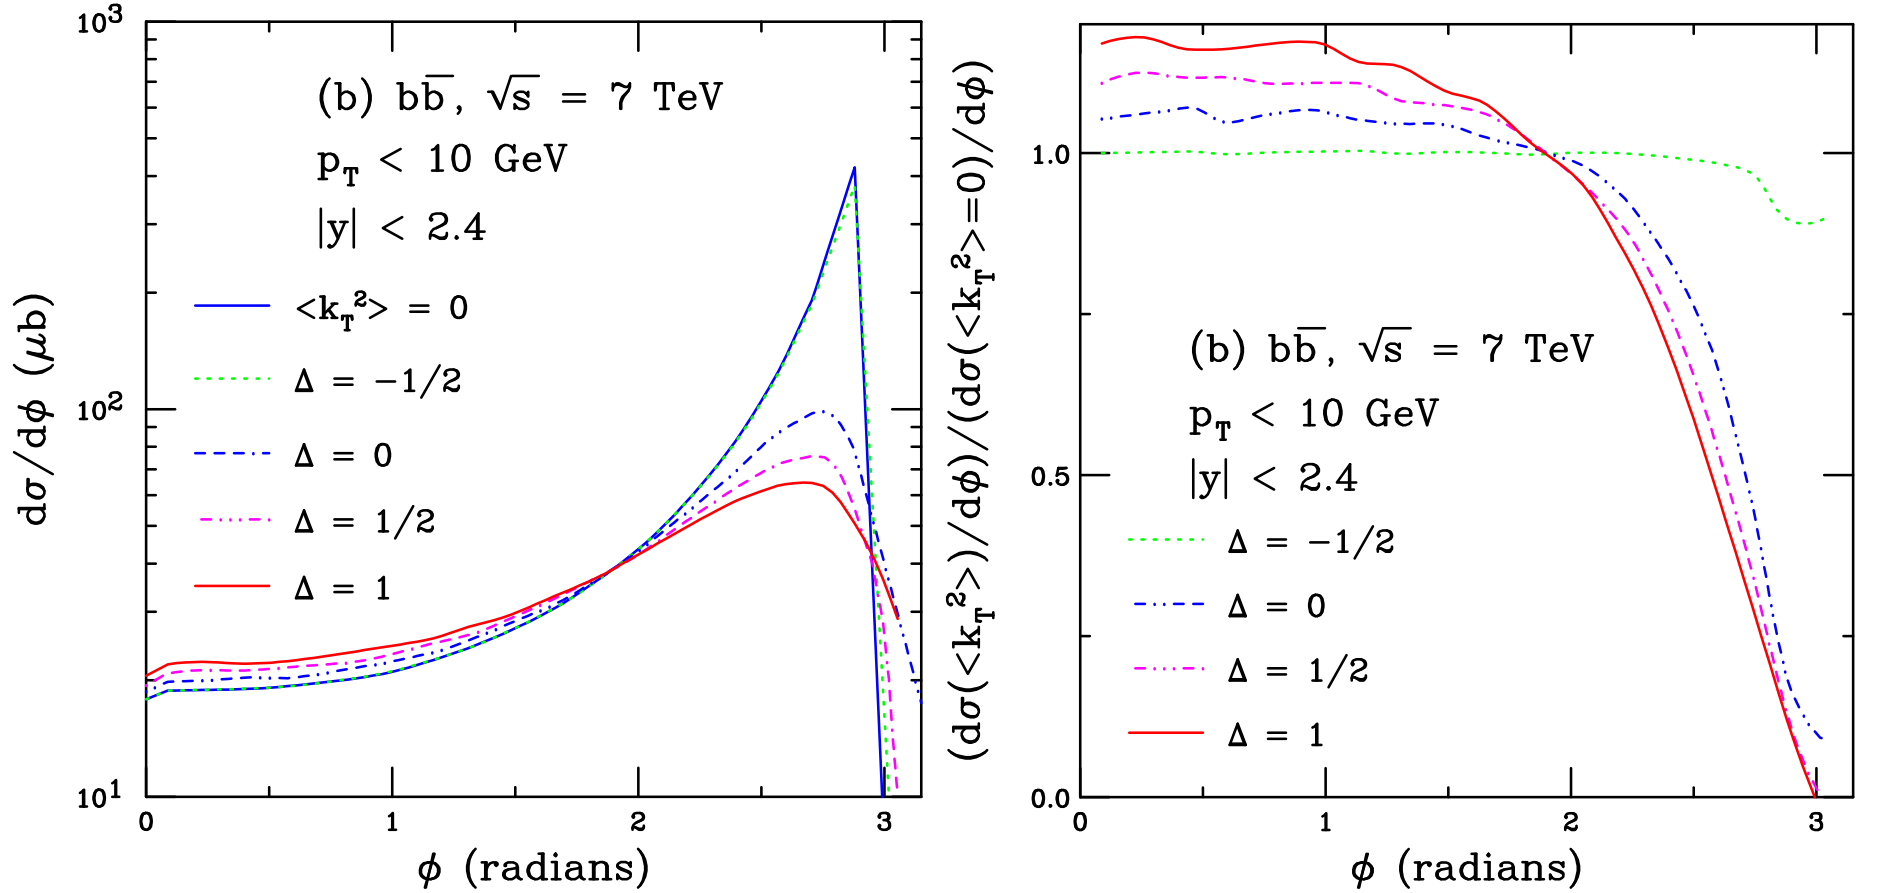 10³
(b) bb̅, √s = 7 TeV
p_T < 10 GeV
|y| < 2.4
<k_T²> = 0
Δ = −1/2
10²
Δ = 0
Δ = 1/2
Δ = 1
10¹
0 1 2 3
φ (radians)
dσ/dφ (μb)
(dσ(<k_T²>)/dφ)/(dσ(<k_T²>=0)/dφ)
1.0
(b) bb̅, √s = 7 TeV
p_T < 10 GeV
0.5
|y| < 2.4
Δ = −1/2
Δ = 0
Δ = 1/2
Δ = 1
0.0
0 1 2 3
φ (radians)